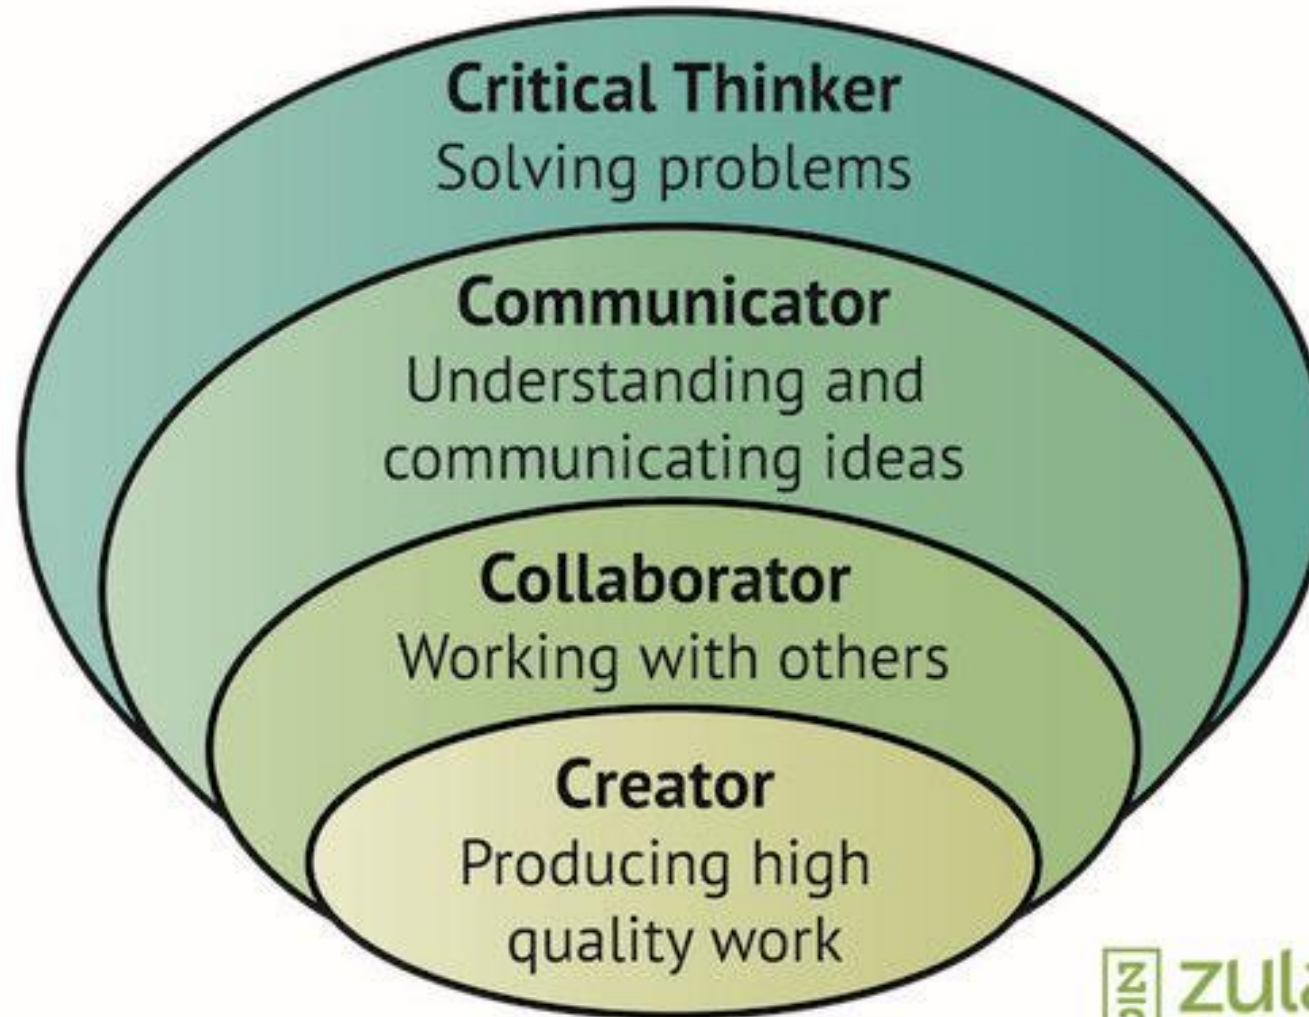 Critical Thinker
Solving problems
Communicator
Understanding and
communicating ideas
Collaborator
Working with others
Creator
Producing high
quality work